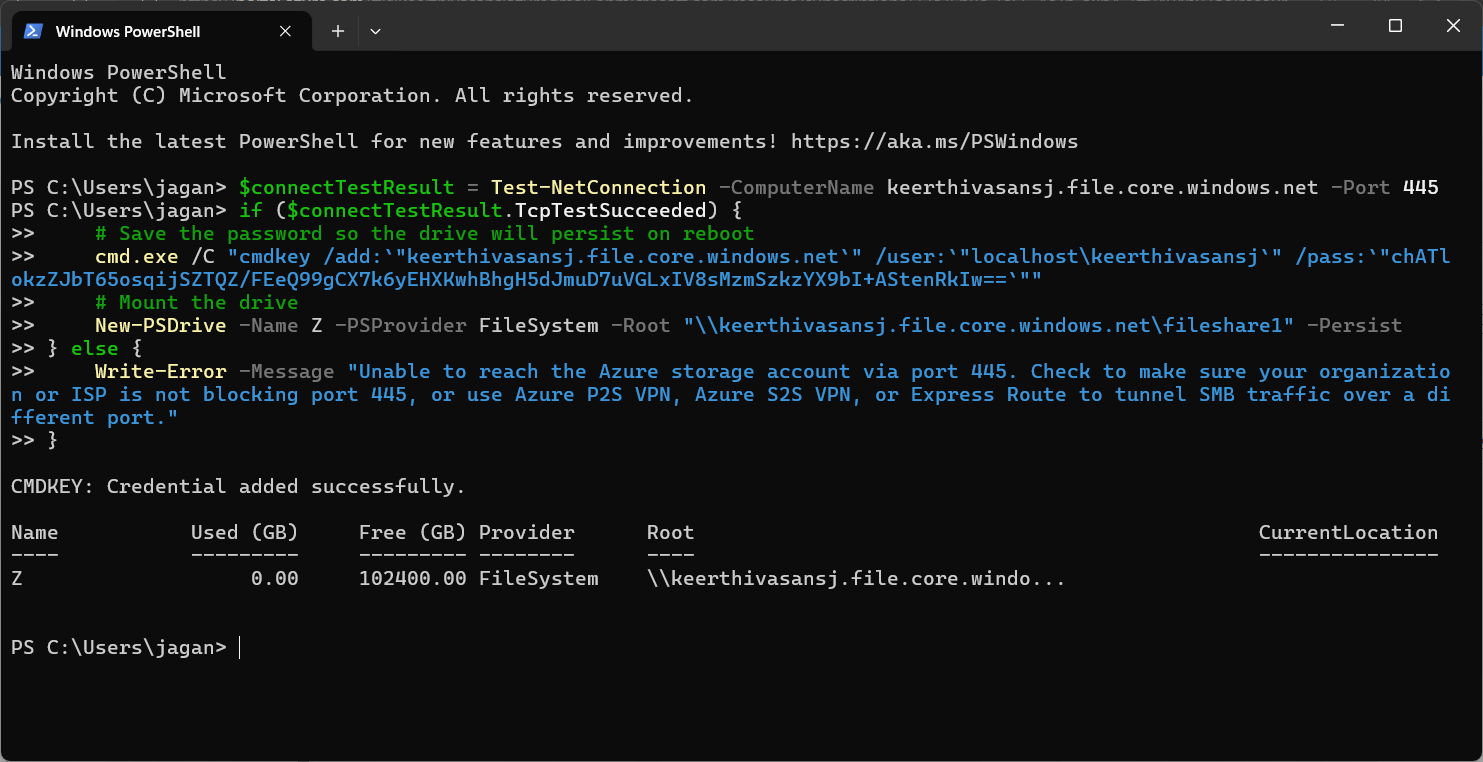 Windows PowerShell
Windows PowerShell
Copyright (C) Microsoft Corporation. All rights reserved.
Install the latest PowerShell for new features and improvements! https://aka.ms/PSWindows
PS C:\Users\jagan> $connectTestResult = Test-NetConnection -ComputerName keerthivasansj.file.core.windows.net -Port 445
PS C:\Users\jagan> if ($connectTestResult.TcpTestSucceeded) {
>>     # Save the password so the drive will persist on reboot
>>     cmd.exe /C "cmdkey /add:`"keerthivasansj.file.core.windows.net`" /user:`"localhost\keerthivasansj`" /pass:`"chATl
okzZJbT65osqijSZTQZ/FEeQ99gCX7k6yEHXKwhBhgH5dJmuD7uVGLxIV8sMzmSzkzYX9bI+AStenRkIw==`""
>>     # Mount the drive
>>     New-PSDrive -Name Z -PSProvider FileSystem -Root "\\keerthivasansj.file.core.windows.net\fileshare1" -Persist
>> } else {
>>     Write-Error -Message "Unable to reach the Azure storage account via port 445. Check to make sure your organizatio
n or ISP is not blocking port 445, or use Azure P2S VPN, Azure S2S VPN, or Express Route to tunnel SMB traffic over a di
fferent port."
>> }
CMDKEY: Credential added successfully.
Name           Used (GB)     Free (GB) Provider      Root                                               CurrentLocation
----           ---------     --------- --------      ----                                               ---------------
Z                   0.00     102400.00 FileSystem    \\keerthivasansj.file.core.windo...
PS C:\Users\jagan>